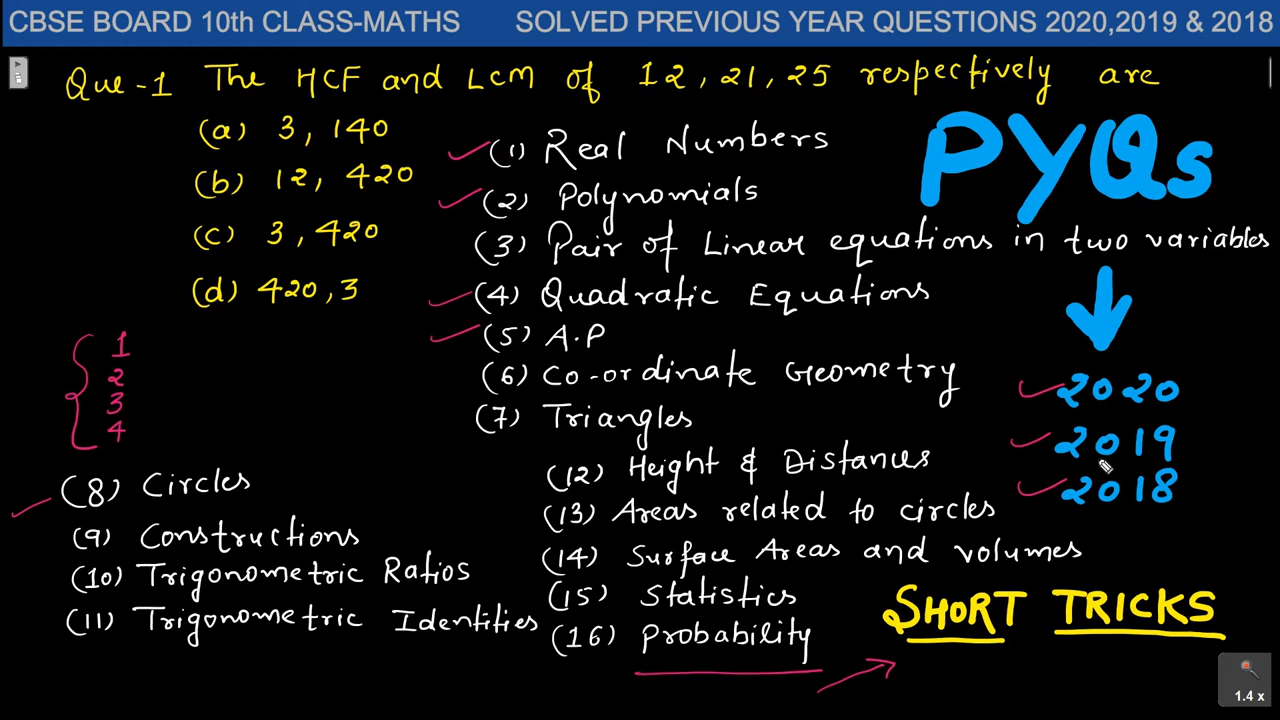 CBSE BOARD 10th CLASS-MATHS SOLVED PREVIOUS YEAR QUESTIONS 2020,2019 & 2018
Que-1 The HCF and LCM of 12, 21, 25 respectively are
(a) 3, 140
(b) 12, 420
(c) 3, 420
(d) 420, 3
1
2
3
4
(1) Real Numbers
(2) Polynomials
(3) Pair of Linear equations in two variables
(4) Quadratic Equations
(5) A.P
(6) Co-ordinate Geometry
(7) Triangles
(8) Circles
(9) Constructions
(10) Trigonometric Ratios
(11) Trigonometric Identities
(12) Height & Distances
(13) Areas related to circles
(14) Surface Areas and volumes
(15) Statistics
(16) Probability
PYQs
2020
2019
2018
SHORT TRICKS
1.4 x